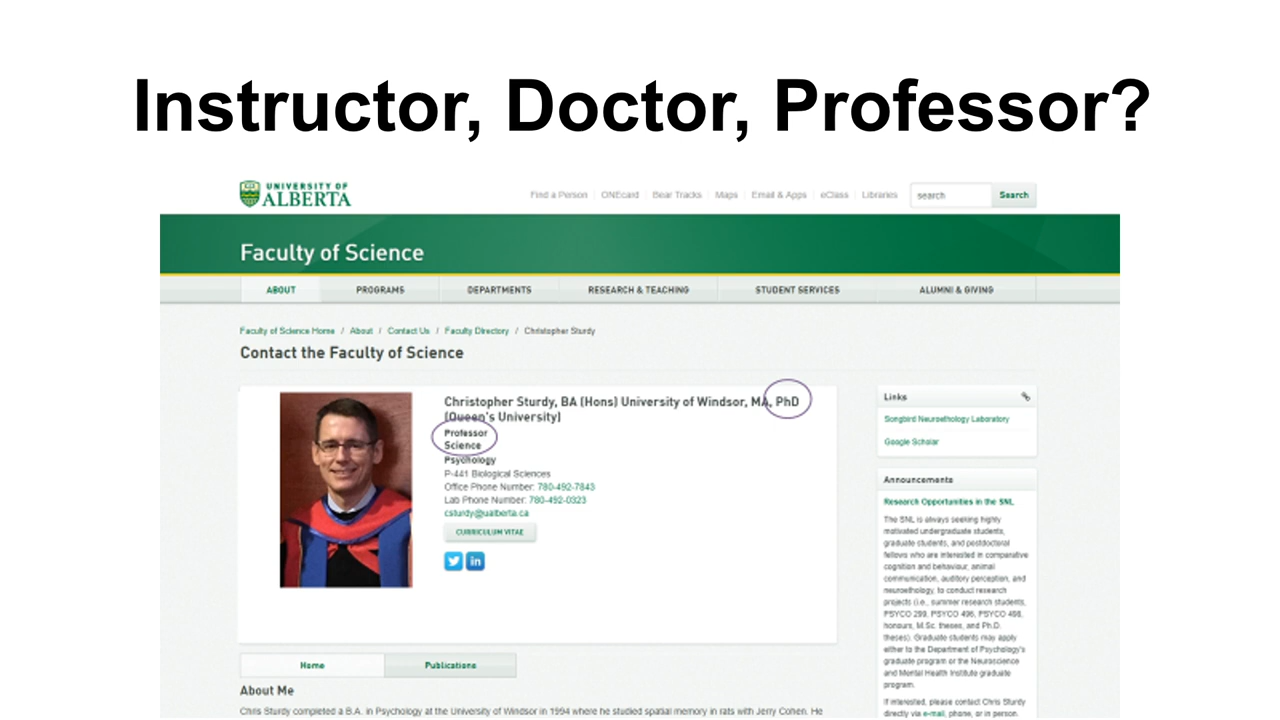 Instructor, Doctor, Professor?
UNIVERSITY OF
ALBERTA
Find a Person
ONEcard
Bear Tracks
Maps
Email & Apps
eClass
Libraries
search
Search
Faculty of Science
ABOUT
PROGRAMS
DEPARTMENTS
RESEARCH & TEACHING
STUDENT SERVICES
ALUMNI & GIVING
Faculty of Science Home / About / Contact Us / Faculty Directory / Christopher Sturdy
Contact the Faculty of Science
Christopher Sturdy, BA (Hons) University of Windsor, MA, PhD
(Queen's University)
Professor
Science
Psychology
P-441 Biological Sciences
Office Phone Number: 780-492-7843
Lab Phone Number: 780-492-0323
csturdy@ualberta.ca
CURRICULUM VITAE
in
Links
Songbird Neuroethology Laboratory
Google Scholar
Announcements
Research Opportunities in the SNL
The SNL is always seeking highly
motivated undergraduate students,
graduate students, and postdoctoral
fellows who are interested in comparative
cognition and behaviour, animal
communication, auditory perception, and
neuroethology, to conduct research
projects (i.e., summer research students,
PSYCO 299, PSYCO 496, PSYCO 498,
honours, M.Sc. theses, and Ph.D.
theses). Graduate students may apply
either to the Department of Psychology's
graduate program or the Neuroscience
and Mental Health Institute graduate
program.
If interested, please contact Chris Sturdy
directly via e-mail, phone, or in person.
Home
Publications
About Me
Chris Sturdy completed a B.A. in Psychology at the University of Windsor in 1994 where he studied spatial memory in rats with Jerry Cohen. He